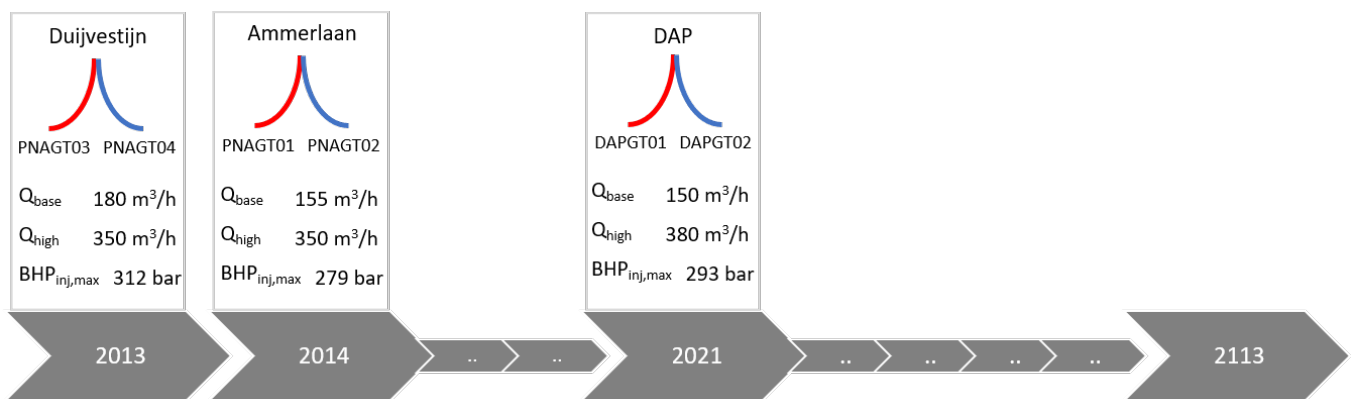 Duijvestijn
PNAGT03 PNAGT04
Qbase 180 m³/h
Qhigh 350 m³/h
BHPinj,max 312 bar
Ammerlaan
PNAGT01 PNAGT02
Qbase 155 m³/h
Qhigh 350 m³/h
BHPinj,max 279 bar
DAP
DAPGT01 DAPGT02
Qbase 150 m³/h
Qhigh 380 m³/h
BHPinj,max 293 bar
2013 2014 .. .. 2021 .. .. .. .. 2113